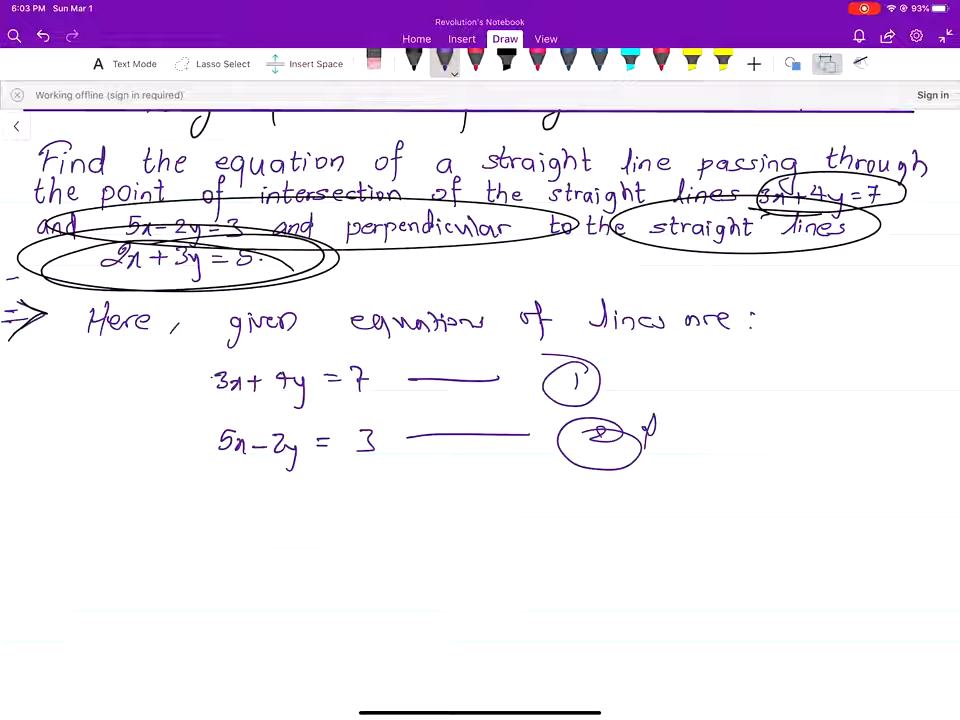 6:03 PM Sun Mar 1
93%
Revolution's Notebook
Home Insert Draw View
Text Mode Lasso Select Insert Space
Working offline (sign in required) Sign in
Find the equation of a straight line passing through
the point of intersection of the straight lines 3x+4y=7
and 5x-2y=3 and perpendicular to the straight lines
2x+3y=5.
=> Here, given equations of lines are:
3x+4y=7 —— 1
5x-2y=3 —— 2